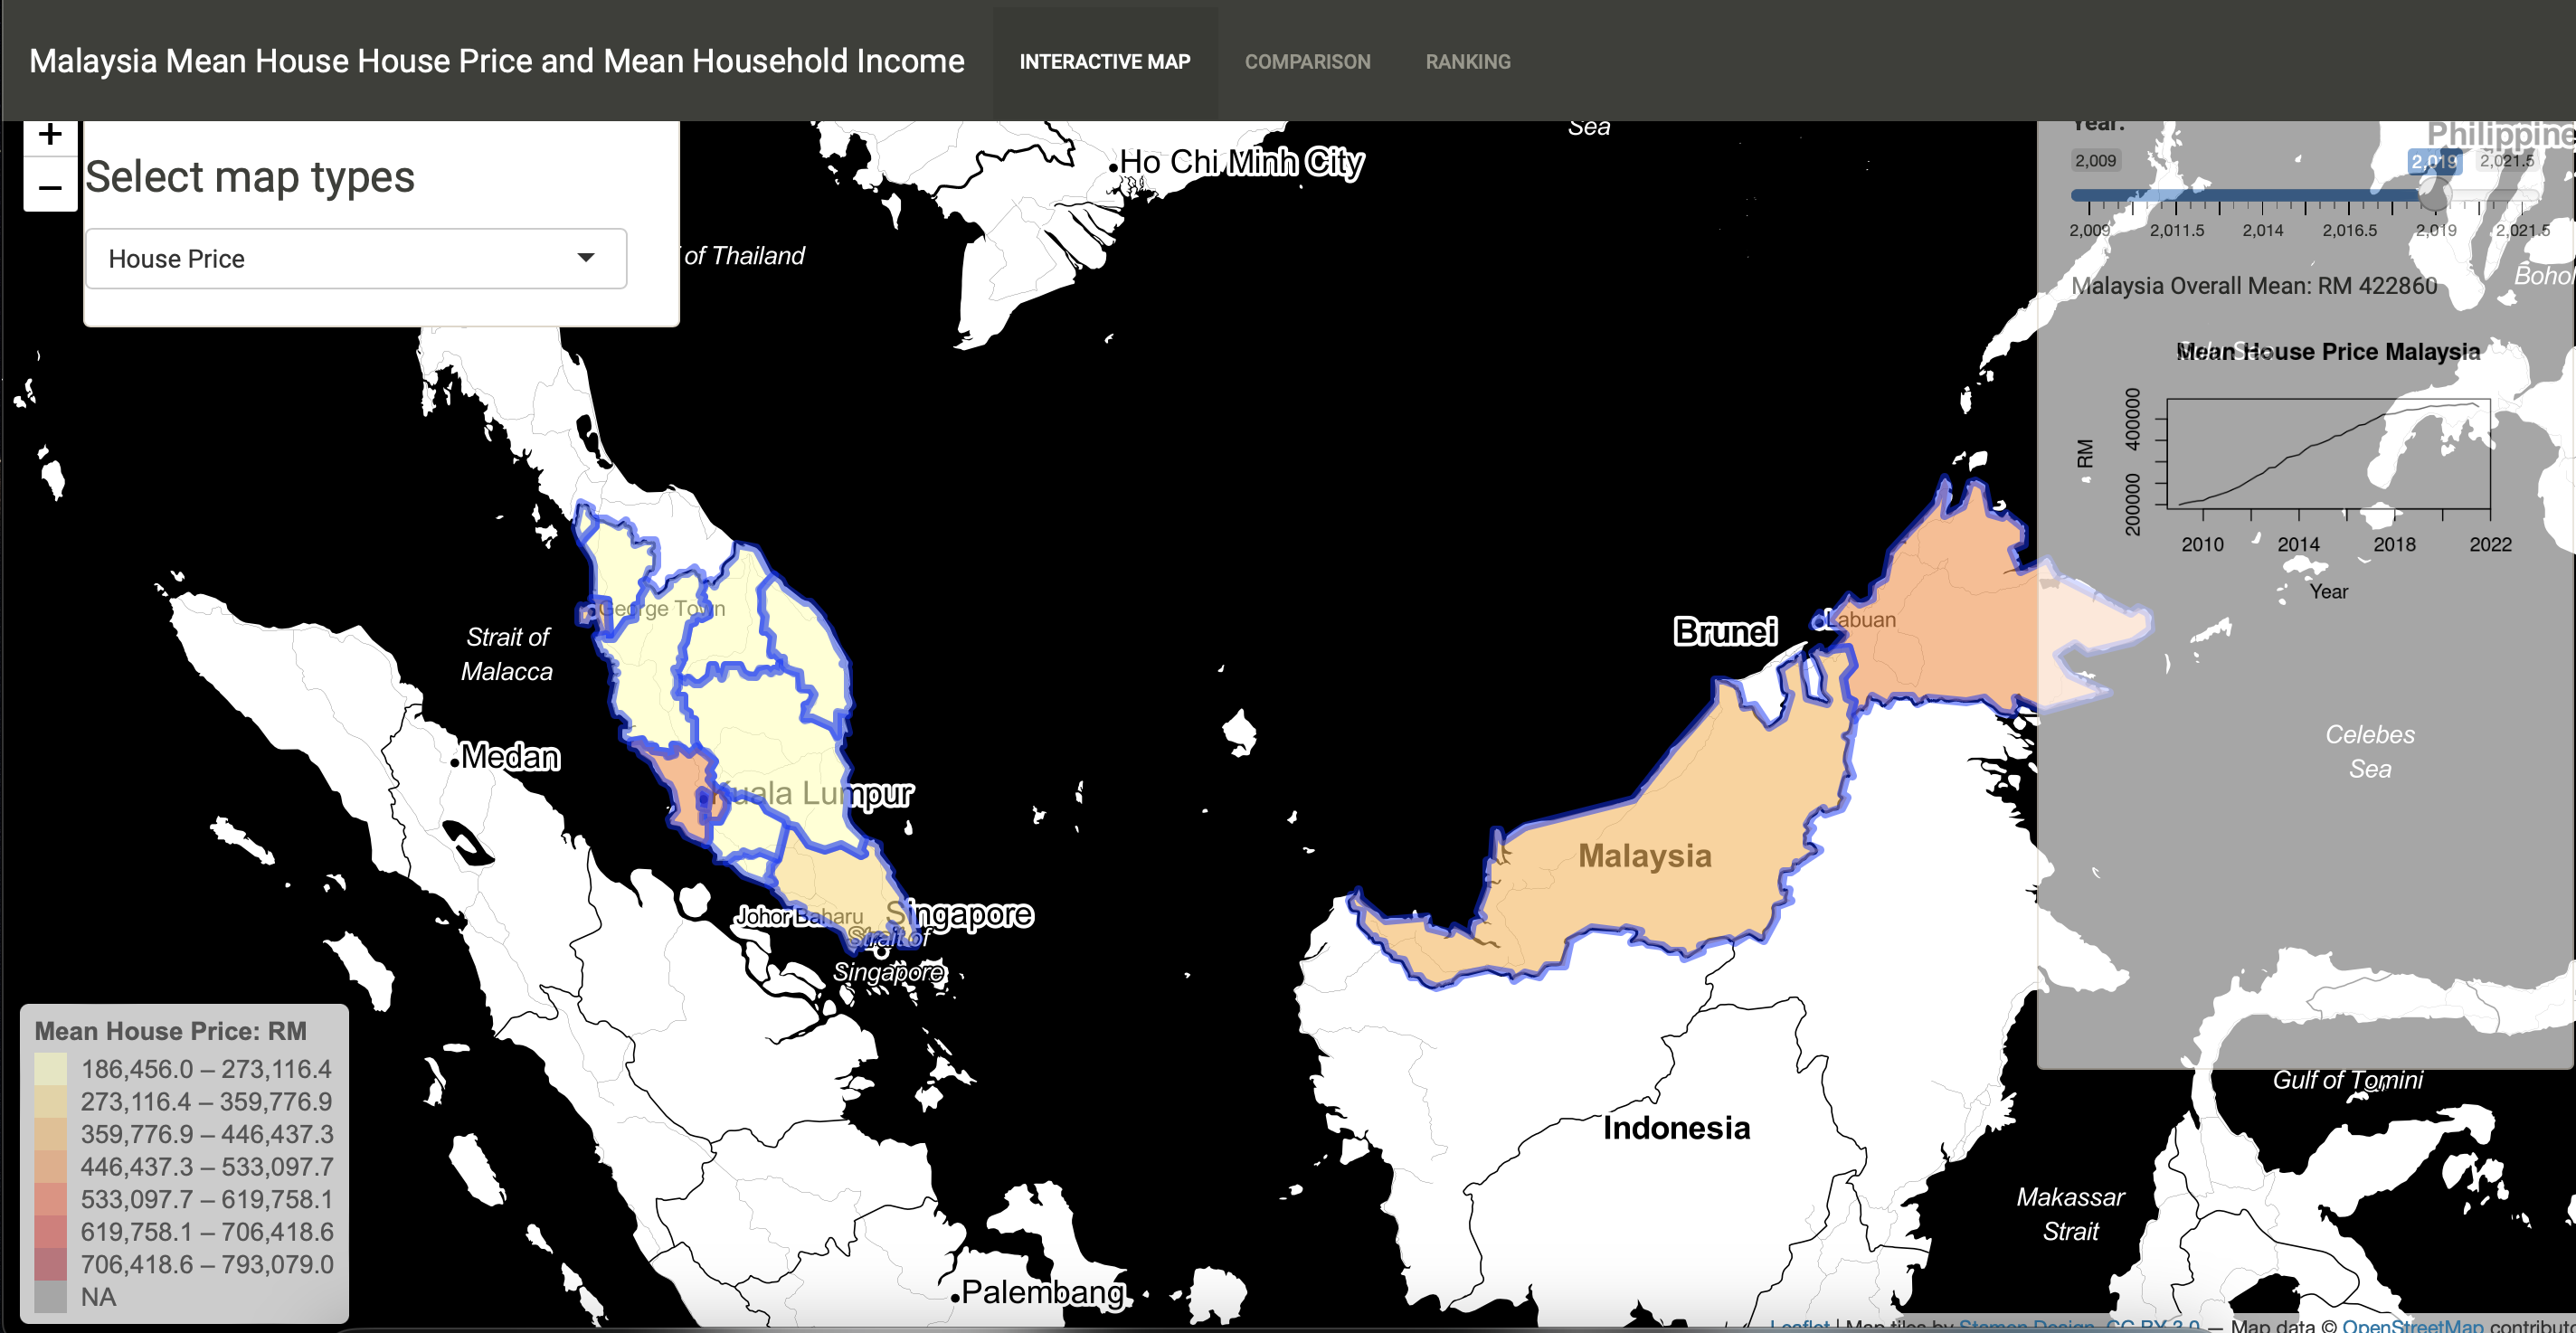 Malaysia Mean House House Price and Mean Household Income
INTERACTIVE MAP
COMPARISON
RANKING
+
−
Select map types
House Price
of Thailand
Ho Chi Minh City
Sea
Year:
Philippine
2,009
2,019
2,021.5
2,009
2,011.5
2,014
2,016.5
2,019
2,021.5
Bohol
Malaysia Overall Mean: RM 422860
Mean House Price Malaysia
RM
200000
400000
2010
2014
2018
2022
Year
George Town
Strait of
Malacca
Brunei
Labuan
Medan
Kuala Lumpur
Malaysia
Celebes
Sea
Johor Baharu
Singapore
Strait of
Singapore
Mean House Price: RM
186,456.0 – 273,116.4
273,116.4 – 359,776.9
359,776.9 – 446,437.3
446,437.3 – 533,097.7
533,097.7 – 619,758.1
619,758.1 – 706,418.6
706,418.6 – 793,079.0
NA
Indonesia
Gulf of Tomini
Makassar
Strait
Palembang
Leaflet | Map tiles by Stamen Design, CC BY 3.0 — Map data © OpenStreetMap contribut